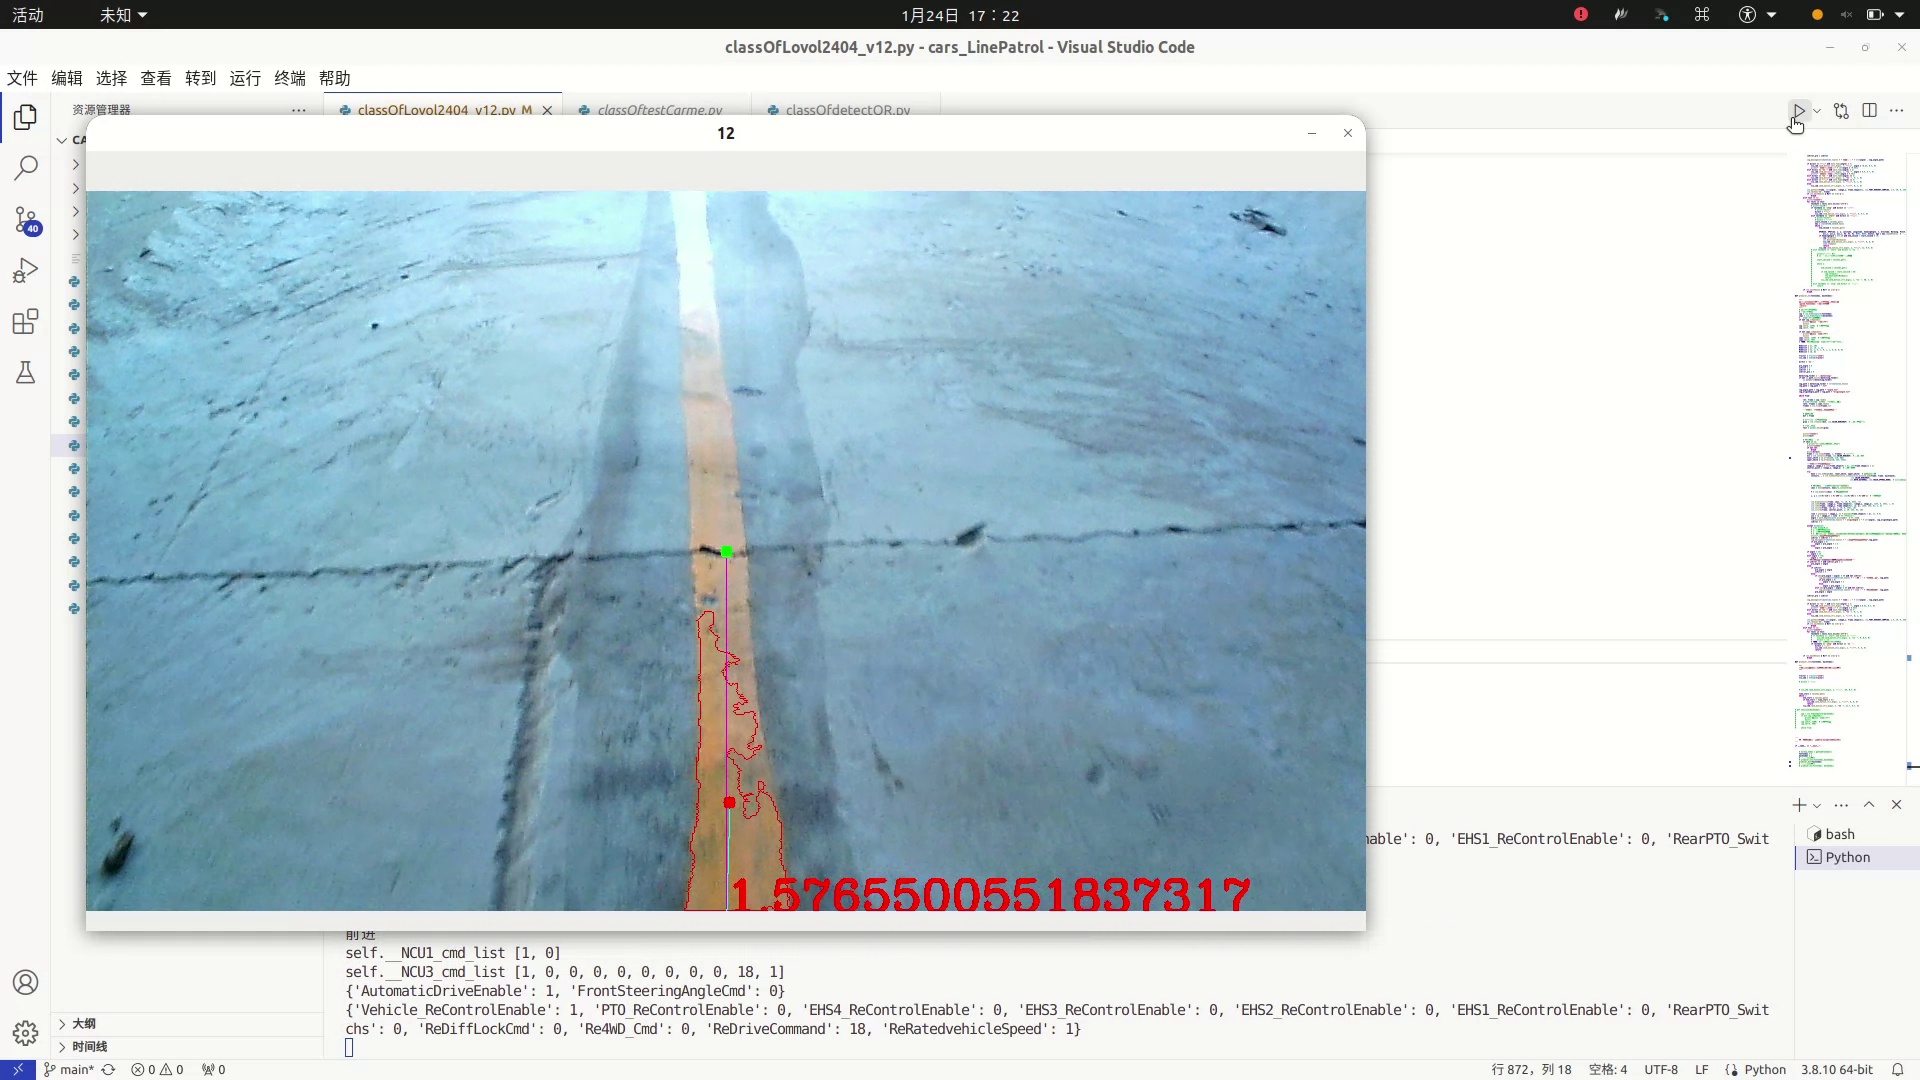 活动
未知
1月24日 17：22
classOfLovol2404_v12.py - cars_LinePatrol - Visual Studio Code
文件 编辑 选择 查看 转到 运行 终端 帮助
资源管理器
classOfLovol2404_v12.py M
classOftestCarme.py
classOfdetectQR.py
CA
12
40
1.5765500551837317
nable': 0, 'EHS1_ReControlEnable': 0, 'RearPTO_Swit
bash
Python
前进
self.__NCU1_cmd_list [1, 0]
self.__NCU3_cmd_list [1, 0, 0, 0, 0, 0, 0, 0, 0, 18, 1]
{'AutomaticDriveEnable': 1, 'FrontSteeringAngleCmd': 0}
{'Vehicle_ReControlEnable': 1, 'PTO_ReControlEnable': 0, 'EHS4_ReControlEnable': 0, 'EHS3_ReControlEnable': 0, 'EHS2_ReControlEnable': 0, 'EHS1_ReControlEnable': 0, 'RearPTO_Swit
chs': 0, 'ReDiffLockCmd': 0, 'Re4WD_Cmd': 0, 'ReDriveCommand': 18, 'ReRatedvehicleSpeed': 1}
大纲
时间线
main* 0 0 0
行 872，列 18 空格: 4 UTF-8 LF Python 3.8.10 64-bit